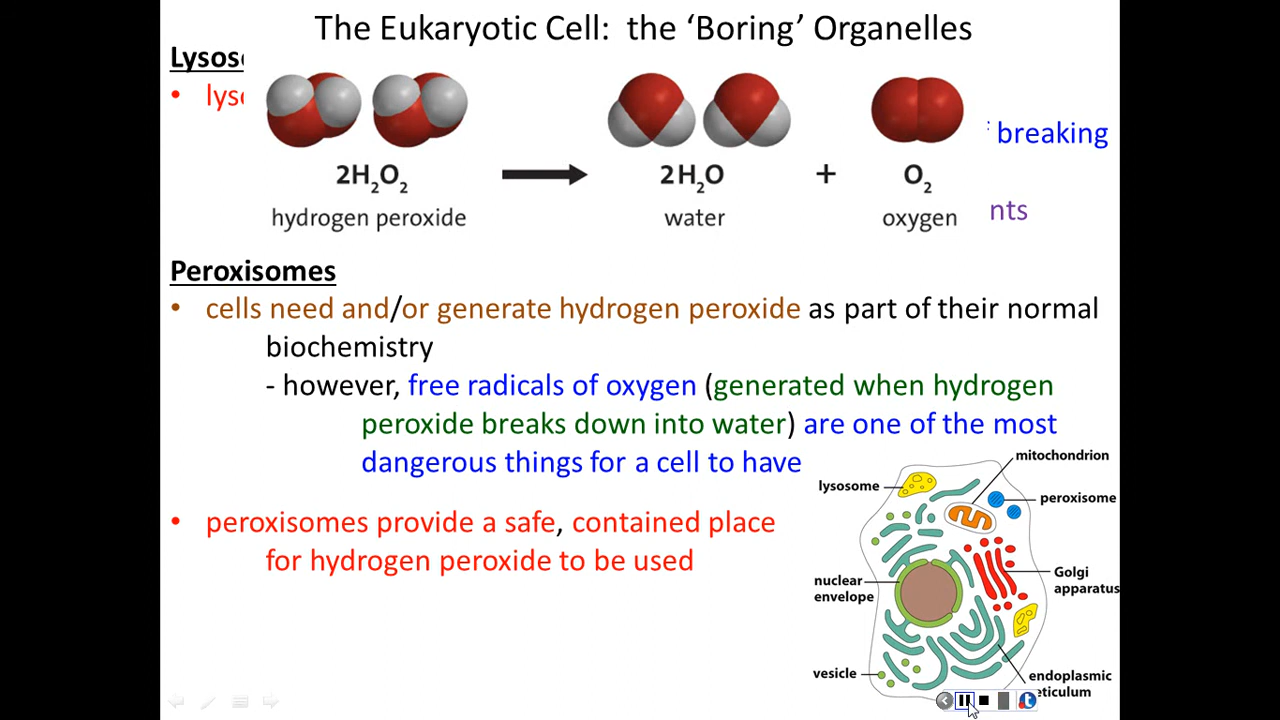 The Eukaryotic Cell: the ‘Boring’ Organelles
Lysos
• lyso
breaking
2H₂O₂ 2H₂O + O₂
hydrogen peroxide water oxygen
nts
Peroxisomes
• cells need and/or generate hydrogen peroxide as part of their normal
biochemistry
- however, free radicals of oxygen (generated when hydrogen
peroxide breaks down into water) are one of the most
dangerous things for a cell to have
• peroxisomes provide a safe, contained place
for hydrogen peroxide to be used
mitochondrion
lysosome
peroxisome
Golgi
apparatus
nuclear
envelope
vesicle
endoplasmic
reticulum